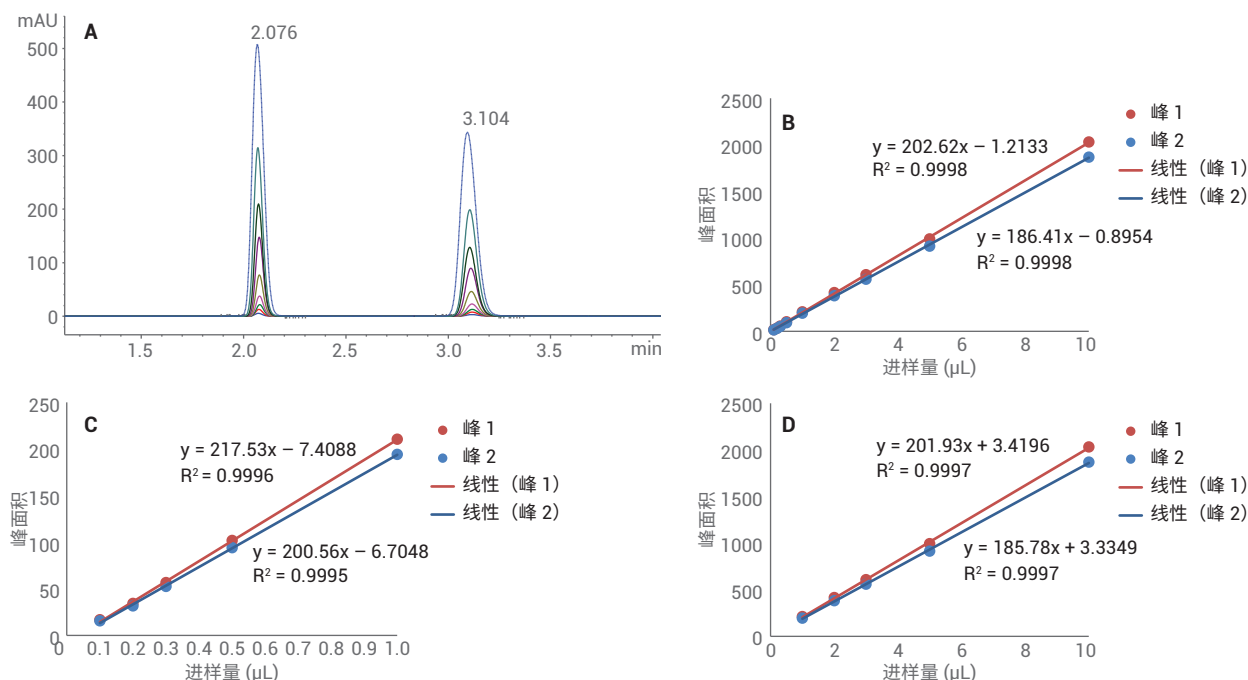 mAU
A
500
400
300
200
100
0
2.076
3.104
1.5
2.0
2.5
3.0
3.5
min
B
2500
2000
1500
1000
500
0
峰面积
y = 202.62x – 1.2133
R² = 0.9998
y = 186.41x – 0.8954
R² = 0.9998
0
2
4
6
8
10
进样量 (µL)
峰 1
峰 2
线性（峰 1）
线性（峰 2）
C
250
200
150
100
50
0
峰面积
y = 217.53x – 7.4088
R² = 0.9996
y = 200.56x – 6.7048
R² = 0.9995
0
0.1
0.2
0.3
0.4
0.5
0.6
0.7
0.8
0.9
1.0
进样量 (µL)
峰 1
峰 2
线性（峰 1）
线性（峰 2）
D
2500
2000
1500
1000
500
0
峰面积
y = 201.93x + 3.4196
R² = 0.9997
y = 185.78x + 3.3349
R² = 0.9997
0
2
4
6
8
10
进样量 (µL)
峰 1
峰 2
线性（峰 1）
线性（峰 2）